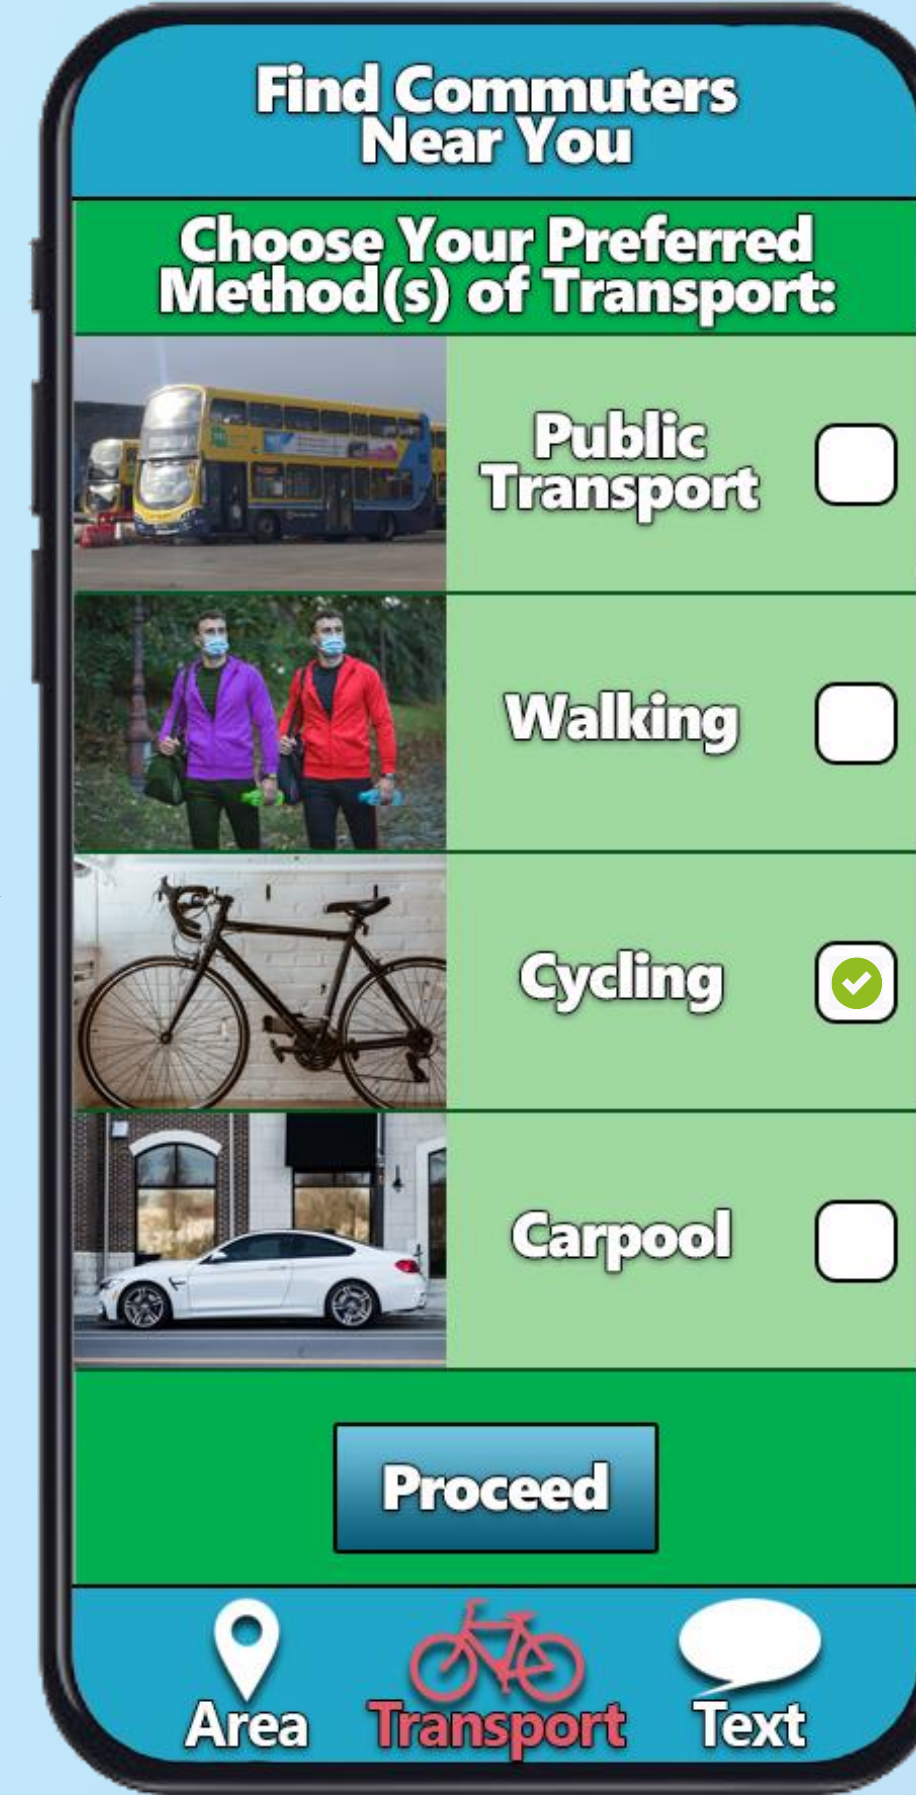 Find Commuters
Near You
Choose Your Preferred
Method(s) of Transport:
Public
Transport
Walking
Cycling
Carpool
Proceed
Area
Transport
Text